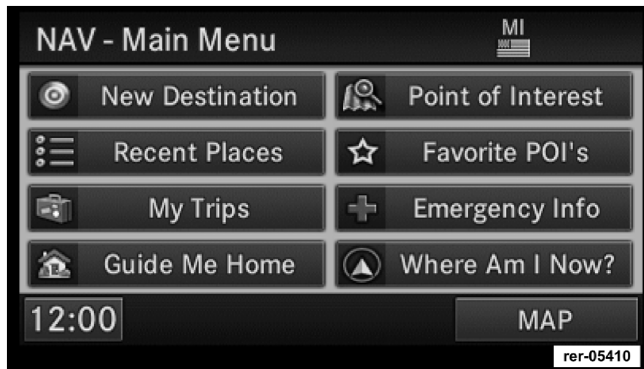 NAV - Main Menu
MI
New Destination
Point of Interest
Recent Places
Favorite POI's
My Trips
Emergency Info
Guide Me Home
Where Am I Now?
12:00
MAP
rer-05410